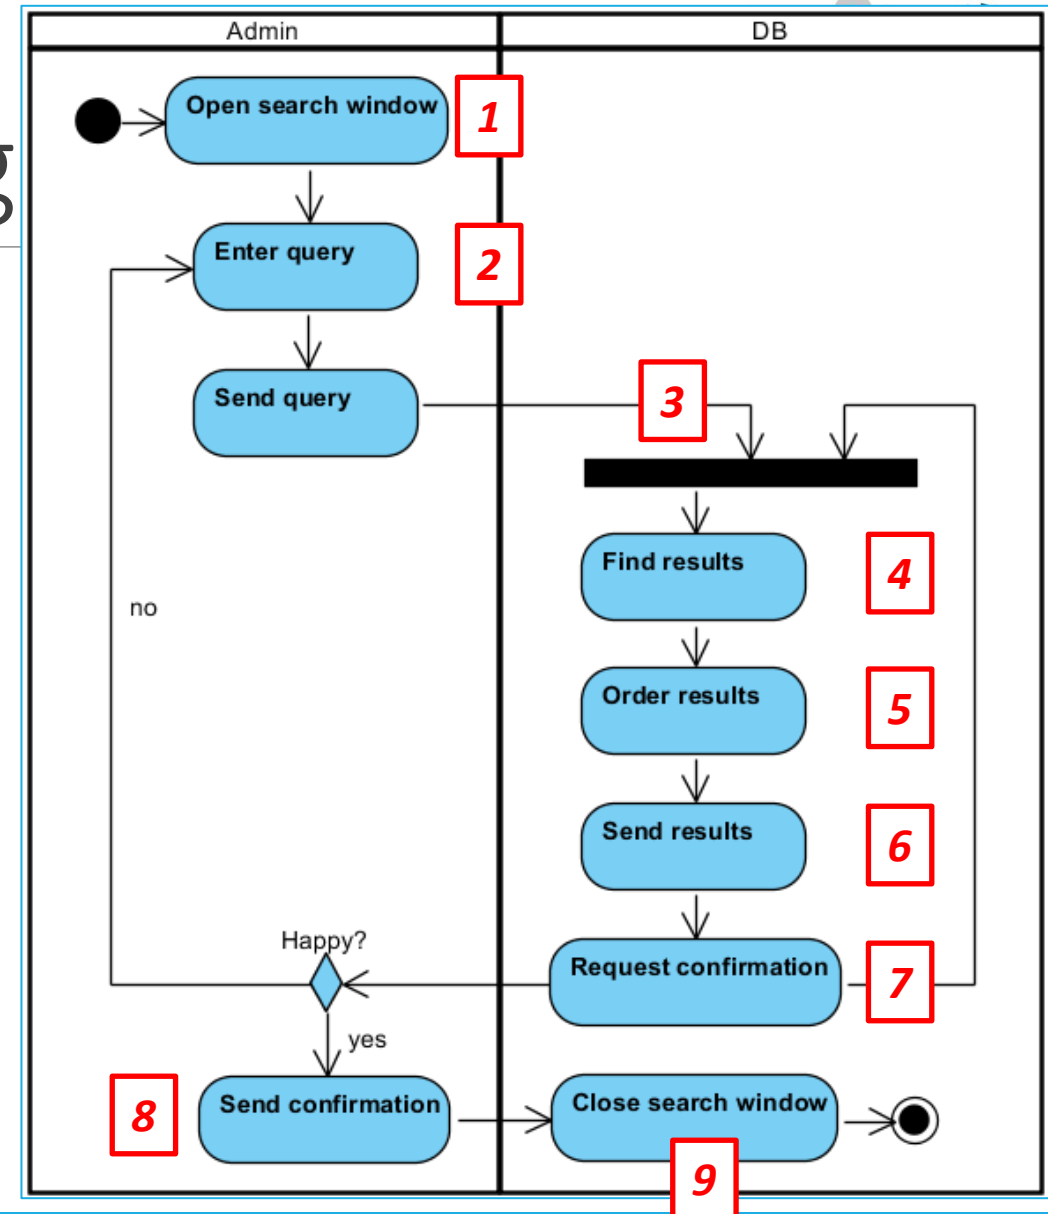 Admin
DB
Open search window
1
Enter query
2
Send query
3
Find results
4
no
Order results
5
Send results
6
Happy?
Request confirmation
7
yes
8
Send confirmation
Close search window
9